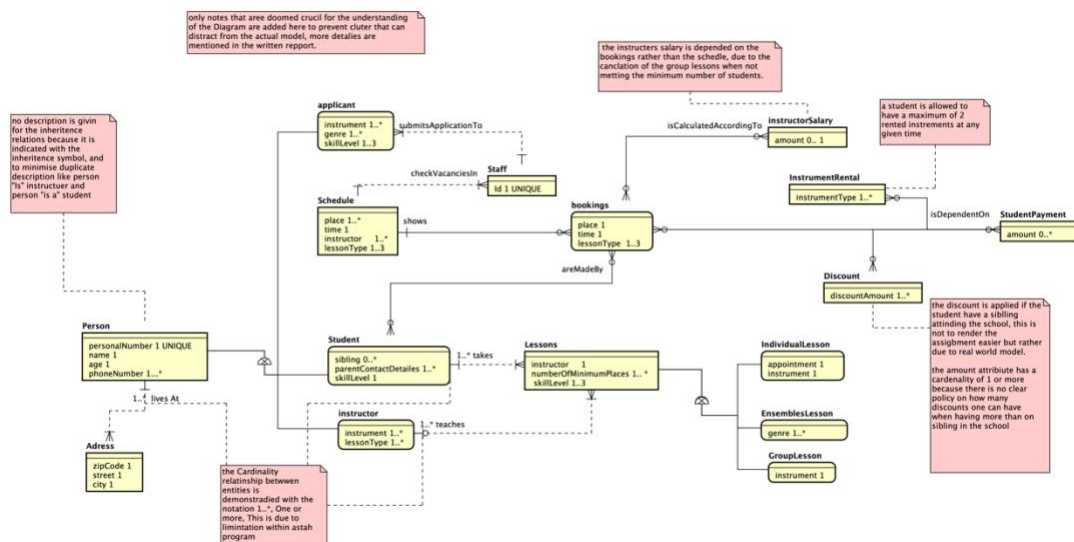 only notes that aree doomed crucil for the understanding
of the Diagram are added here to prevent cluter that can
distract from the actual model, more detalies are
mentioned in the written repport.
the instructers salary is depended on the
bookings rather than the schedle, due to the
canclation of the group lessons when not
metting the minimum number of students.
no description is givin
for the inheritence
relations because it is
indicated with the
inheritence symbol, and
to minimise duplicate
description like person
"Is" instructuer and
person "is a" student
applicant
instrument 1..*
genre 1..*
skillLevel 1..3
submitsApplicationTo
isCalculatedAccordingTo
instructorSalary
amount 0.. 1
a student is allowed to
have a maximum of 2
rented instrements at any
given time
checkVacanciesIn
Staff
Id 1 UNIQUE
InstrumentRental
instrumentType 1..*
Schedule
place 1..*
time 1
instructor 1..*
lessonType 1..3
shows
bookings
place 1
time 1
lessonType 1..3
isDependentOn
StudentPayment
amount 0..*
areMadeBy
Discount
discountAmount 1..*
the discount is applied if the
student have a siblling
attinding the school, this is
not to render the
assigbment easier but rather
due to real world model.
the amount attribiute has a
cardenality of 1 or more
because there is no clear
policy on how many
discounts one can have
when having more than on
sibling in the school
Person
personalNumber 1 UNIQUE
name 1
age 1
phoneNumber 1...*
Student
sibling 0..*
parentContactDetailes 1..*
skillLevel 1
1..* takes
Lessons
instructor 1
numberOfMinimumPlaces 1.. *
skillLevel 1..3
IndividualLesson
appointment 1
instrument 1
1..* lives At
instructor
instrument 1..*
lessonType 1..*
1..* teaches
EnsemblesLesson
genre 1..*
Adress
zipCode 1
street 1
city 1
GroupLesson
instrument 1
the Cardinality
relatinship betwwen
entities is
demonstradied with the
notation 1..*, One or
more, This is due to
limintation within astah
program